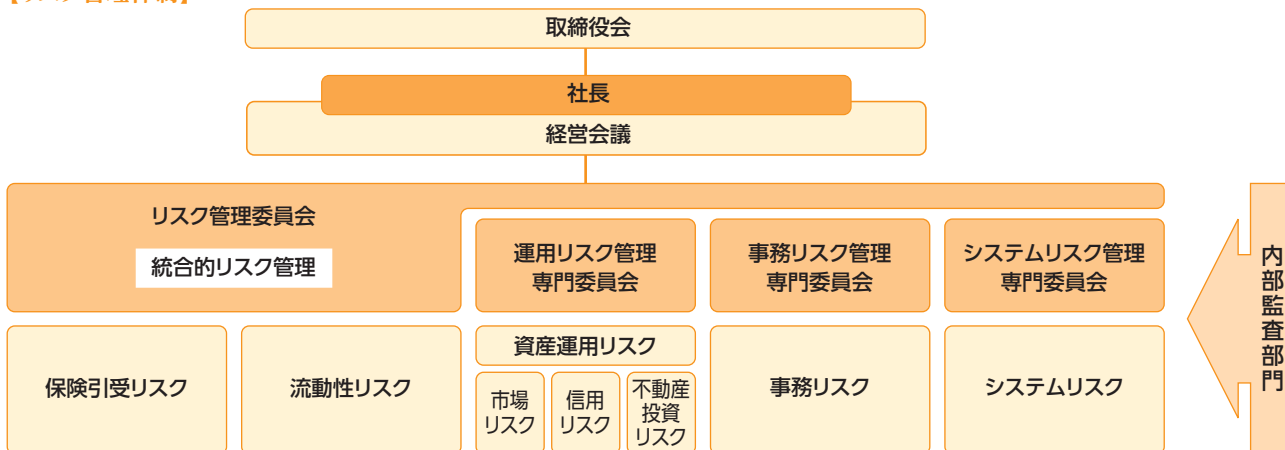 取締役会
社長
経営会議
リスク管理委員会
統合的リスク管理
運用リスク管理
専門委員会
事務リスク管理
専門委員会
システムリスク管理
専門委員会
内部監査部門
保険引受リスク
流動性リスク
資産運用リスク
市場
リスク
信用
リスク
不動産
投資
リスク
事務リスク
システムリスク